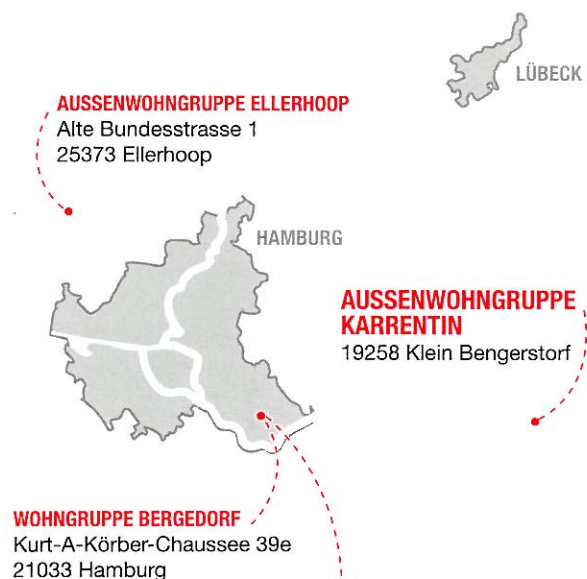 LÜBECK
AUSSENWOHNGRUPPE ELLERHOOP
Alte Bundesstrasse 1
25373 Ellerhoop
HAMBURG
AUSSENWOHNGRUPPE
KARRENTIN
19258 Klein Bengerstorf
WOHNGRUPPE BERGEDORF
Kurt-A-Körber-Chaussee 39e
21033 Hamburg